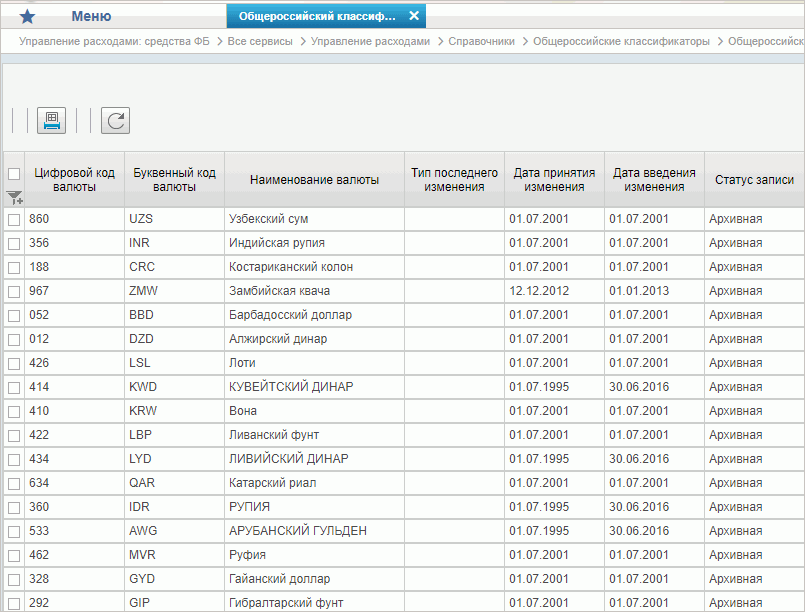 Меню Общероссийский классиф...
Управление расходами: средства ФБ > Все сервисы > Управление расходами > Справочники > Общероссийские классификаторы > Общероссийск
Цифровой код валюты Буквенный код валюты Наименование валюты Тип последнего изменения Дата принятия изменения Дата введения изменения Статус записи
860 UZS Узбекский сум 01.07.2001 01.07.2001 Архивная
356 INR Индийская рупия 01.07.2001 01.07.2001 Архивная
188 CRC Костариканский колон 01.07.2001 01.07.2001 Архивная
967 ZMW Замбийская квача 12.12.2012 01.01.2013 Архивная
052 BBD Барбадосский доллар 01.07.2001 01.07.2001 Архивная
012 DZD Алжирский динар 01.07.2001 01.07.2001 Архивная
426 LSL Лоти 01.07.2001 01.07.2001 Архивная
414 KWD КУВЕЙТСКИЙ ДИНАР 01.07.1995 30.06.2016 Архивная
410 KRW Вона 01.07.2001 01.07.2001 Архивная
422 LBP Ливанский фунт 01.07.2001 01.07.2001 Архивная
434 LYD ЛИВИЙСКИЙ ДИНАР 01.07.1995 30.06.2016 Архивная
634 QAR Катарский риал 01.07.2001 01.07.2001 Архивная
360 IDR РУПИЯ 01.07.1995 30.06.2016 Архивная
533 AWG АРУБАНСКИЙ ГУЛЬДЕН 01.07.1995 30.06.2016 Архивная
462 MVR Руфия 01.07.2001 01.07.2001 Архивная
328 GYD Гайанский доллар 01.07.2001 01.07.2001 Архивная
292 GIP Гибралтарский фунт 01.07.2001 01.07.2001 Архивная